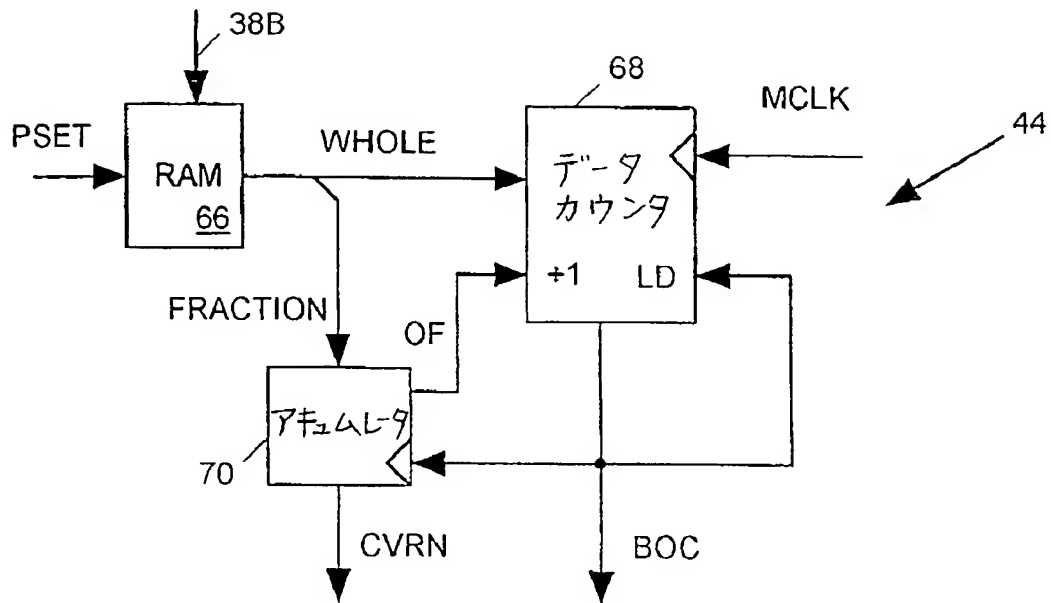 38B
68
MCLK
44
PSET
WHOLE
RAM
66
データ
カウンタ
+1 LD
FRACTION
OF
アキュムレータ
70
CVRN
BOC